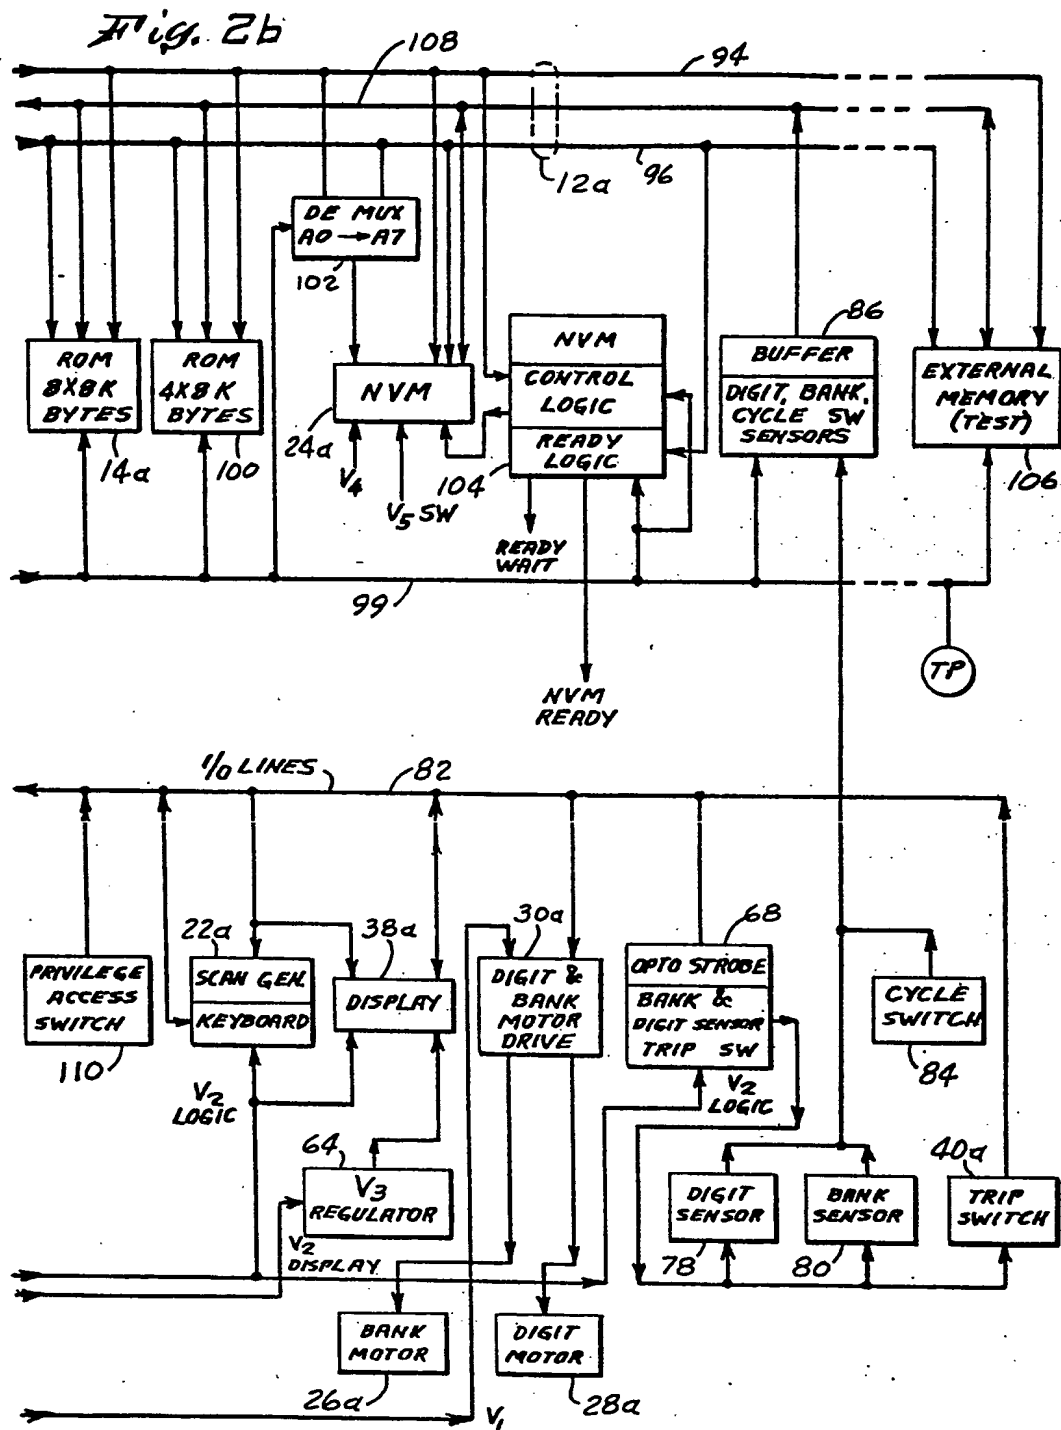 Fig. 2b
108
94
96
12a
DE MUX
A0 → A7
102
86
ROM
8X8K
BYTES
14a
ROM
4X8K
BYTES
100
NVM
24a
V4
V5 SW
NVM
CONTROL
LOGIC
READY
LOGIC
104
READY
WAIT
NVM
READY
BUFFER
DIGIT, BANK,
CYCLE SW
SENSORS
EXTERNAL
MEMORY
(TEST)
106
99
TP
I/O LINES
82
PRIVILEGE
ACCESS
SWITCH
110
22a
SCAN GEN.
KEYBOARD
V2
LOGIC
38a
DISPLAY
30a
DIGIT &
BANK
MOTOR
DRIVE
68
OPTO STROBE
BANK &
DIGIT SENSOR
TRIP SW
V2
LOGIC
CYCLE
SWITCH
84
64
V3
REGULATOR
V2
DISPLAY
DIGIT
SENSOR
78
BANK
SENSOR
80
40a
TRIP
SWITCH
BANK
MOTOR
26a
DIGIT
MOTOR
28a
V1